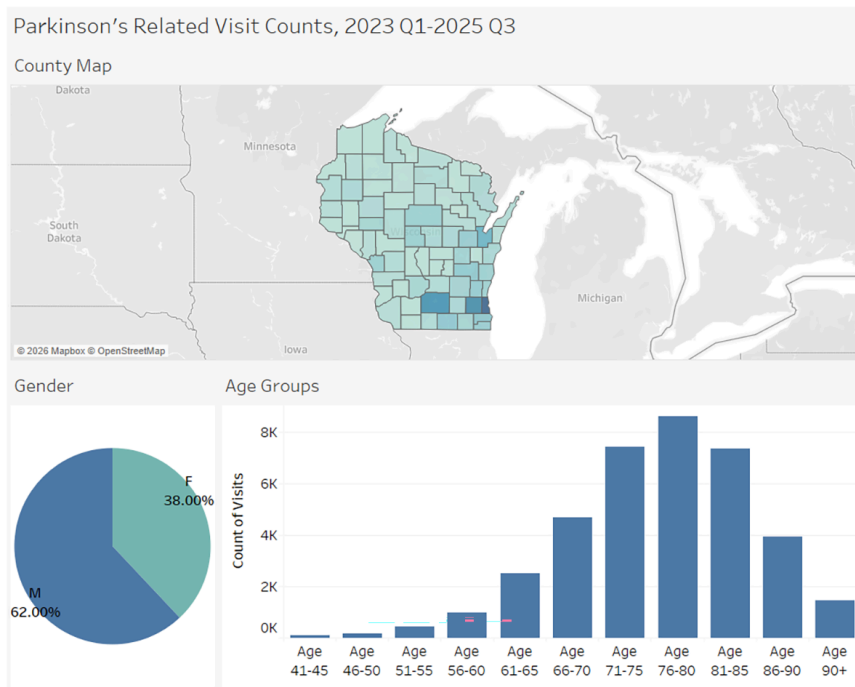 Parkinson's Related Visit Counts, 2023 Q1-2025 Q3
County Map
Dakota
Minnesota
South
Dakota
Wisconsin
Michigan
Iowa
© 2026 Mapbox © OpenStreetMap
Gender
Age Groups
F
38.00%
M
62.00%
Count of Visits
8K
6K
4K
2K
0K
Age
41-45
Age
46-50
Age
51-55
Age
56-60
Age
61-65
Age
66-70
Age
71-75
Age
76-80
Age
81-85
Age
86-90
Age
90+